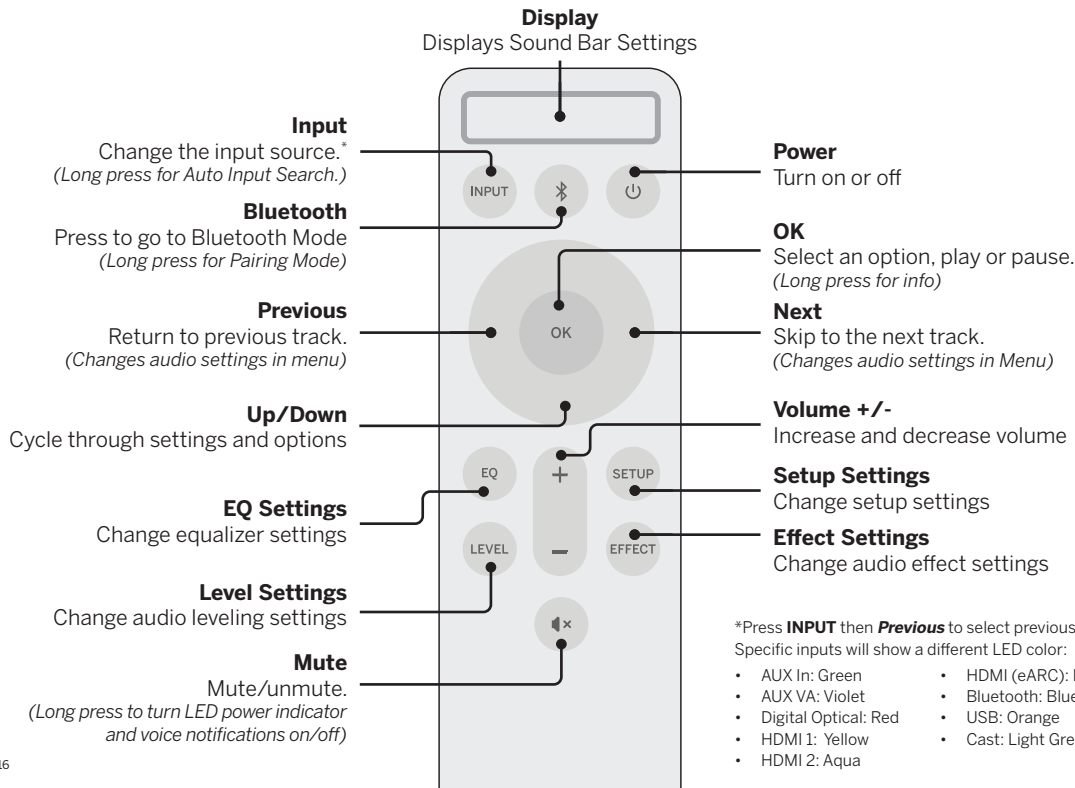 Display
Displays Sound Bar Settings
Input
Change the input source.*
(Long press for Auto Input Search.)
Bluetooth
Press to go to Bluetooth Mode
(Long press for Pairing Mode)
Previous
Return to previous track.
(Changes audio settings in menu)
Up/Down
Cycle through settings and options
EQ Settings
Change equalizer settings
Level Settings
Change audio leveling settings
Mute
Mute/unmute.
(Long press to turn LED power indicator
and voice notifications on/off)
16
INPUT
OK
EQ
+
SETUP
LEVEL
–
EFFECT
Power
Turn on or off
OK
Select an option, play or pause.
(Long press for info)
Next
Skip to the next track.
(Changes audio settings in Menu)
Volume +/-
Increase and decrease volume
Setup Settings
Change setup settings
Effect Settings
Change audio effect settings
*Press INPUT then Previous to select previous
Specific inputs will show a different LED color:
• AUX In: Green
• AUX VA: Violet
• Digital Optical: Red
• HDMI 1: Yellow
• HDMI 2: Aqua
• HDMI (eARC):
• Bluetooth:
• USB: Orange
• Cast: Light